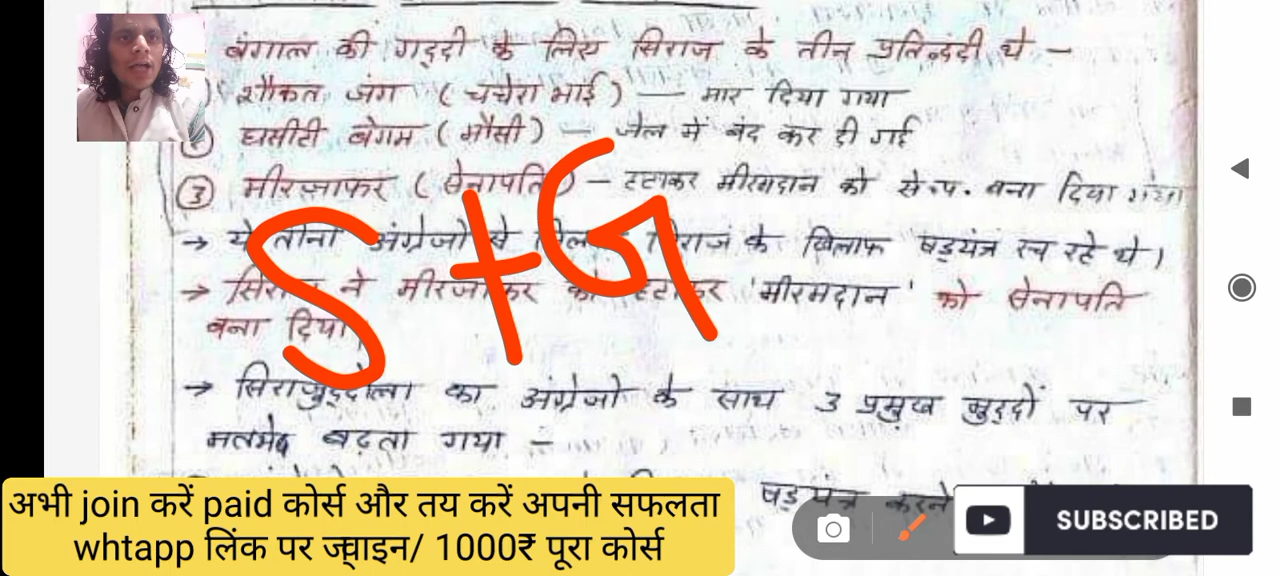 बंगाल की गद्दी के लिए सिराज के तीन प्रतिद्वंदी थे –
शौकत जंग ( चचेरा भाई ) — मार दिया गया
घसीटी बेगम ( मौसी ) – जेल में बंद कर दी गई
③ मीरजाफर ( सेनापति ) – हटाकर मीरमदान को से.प. बना दिया गया
→ ये तीनों अंग्रेजों से के खिलाफ षड़यंत्र रच रहे थे।
→ सिराज ने मीरजाफर को हटाकर 'मीरमदान' को सेनापति
बना दिया
S+G
→ सिराजुद्दौला का अंग्रेजों के साथ 3 प्रमुख मुद्दों पर
मतभेद बढ़ता गया –
षड़यंत्र करने
अभी join करें paid कोर्स और तय करें अपनी सफलता
whtapp लिंक पर ज्वाइन/ 1000₹ पूरा कोर्स
SUBSCRIBED